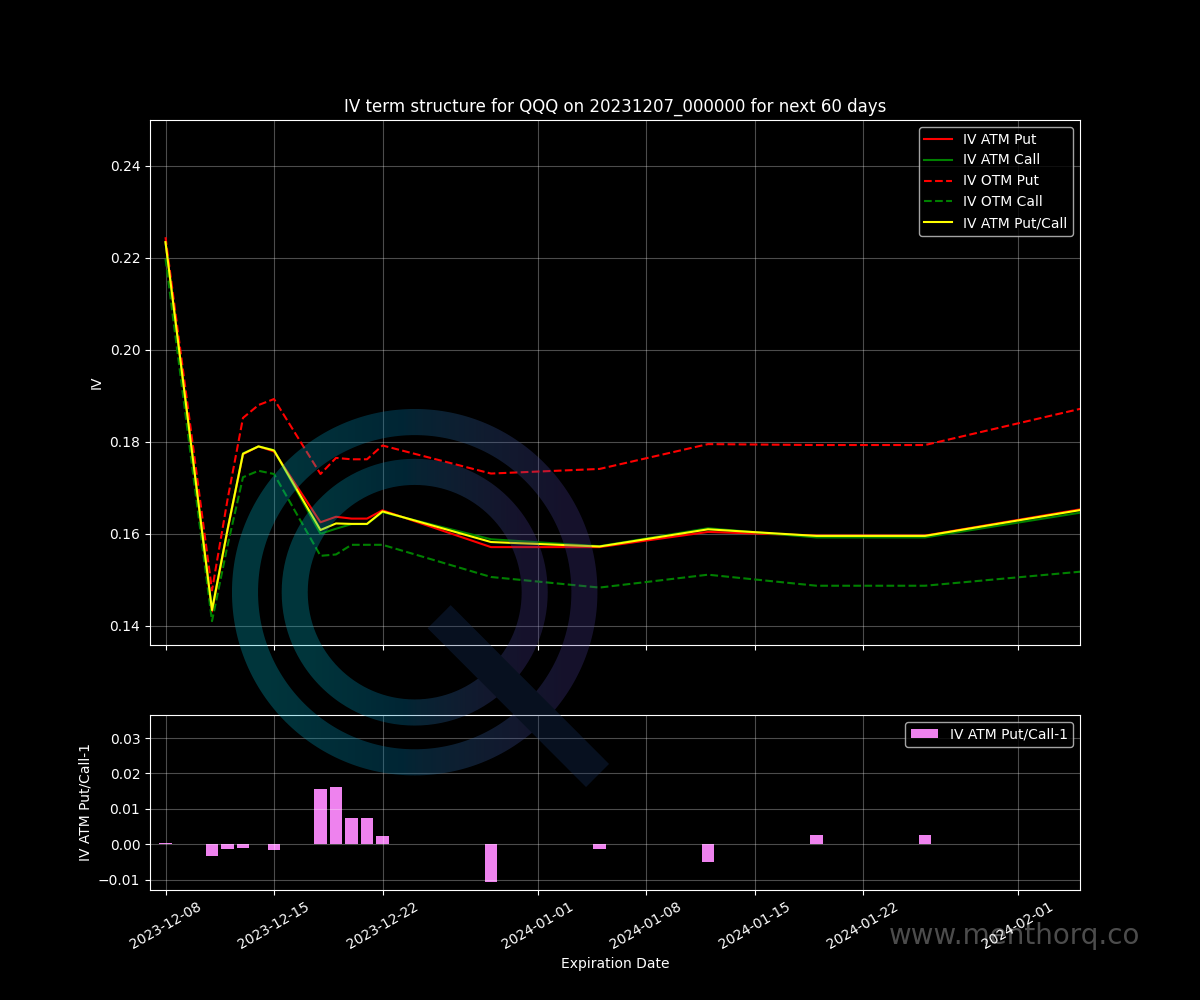 IV term structure for QQQ on 20231207_000000 for next 60 days
IV ATM Put
IV ATM Call
IV OTM Put
IV OTM Call
IV ATM Put/Call
0.24
0.22
0.20
0.18
0.16
0.14
IV
IV ATM Put/Call-1
0.03
0.02
0.01
0.00
−0.01
IV ATM Put/Call-1
2023-12-08
2023-12-15
2023-12-22
2024-01-01
2024-01-08
2024-01-15
2024-01-22
2024-02-01
www.menthorq.co
Expiration Date